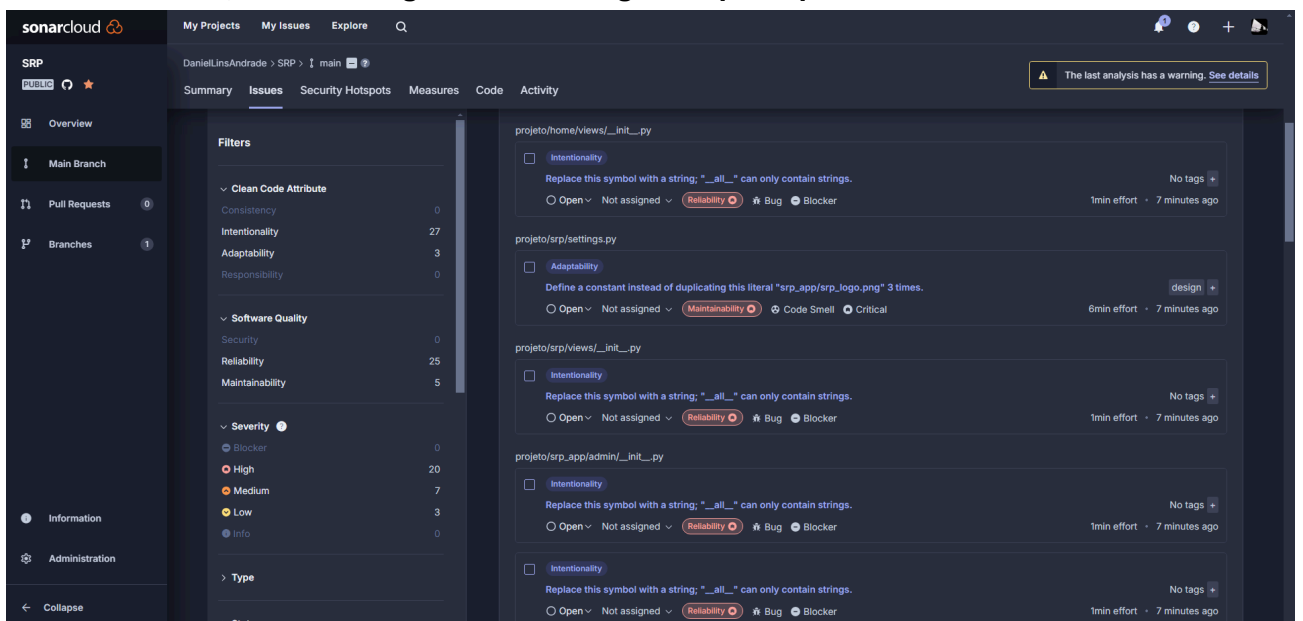 sonarcloud
My Projects My Issues Explore
1
SRP
PUBLIC
DanielLinsAndrade > SRP > main
The last analysis has a warning. See details
Summary Issues Security Hotspots Measures Code Activity
Overview
Main Branch
Pull Requests 0
Branches 1
Information
Administration
Collapse
Filters
Clean Code Attribute
Consistency 0
Intentionality 27
Adaptability 3
Responsibility 0
Software Quality
Security 0
Reliability 25
Maintainability 5
Severity ?
Blocker 0
High 20
Medium 7
Low 3
Info 0
Type
projeto/home/views/__init__.py
Intentionality
Replace this symbol with a string; "__all__" can only contain strings.
No tags +
Open Not assigned Reliability Bug Blocker
1min effort • 7 minutes ago
projeto/srp/settings.py
Adaptability
Define a constant instead of duplicating this literal "srp_app/srp_logo.png" 3 times.
design +
Open Not assigned Maintainability Code Smell Critical
6min effort • 7 minutes ago
projeto/srp/views/__init__.py
Intentionality
Replace this symbol with a string; "__all__" can only contain strings.
No tags +
Open Not assigned Reliability Bug Blocker
1min effort • 7 minutes ago
projeto/srp_app/admin/__init__.py
Intentionality
Replace this symbol with a string; "__all__" can only contain strings.
No tags +
Open Not assigned Reliability Bug Blocker
1min effort • 7 minutes ago
Intentionality
Replace this symbol with a string; "__all__" can only contain strings.
No tags +
Open Not assigned Reliability Bug Blocker
1min effort • 7 minutes ago